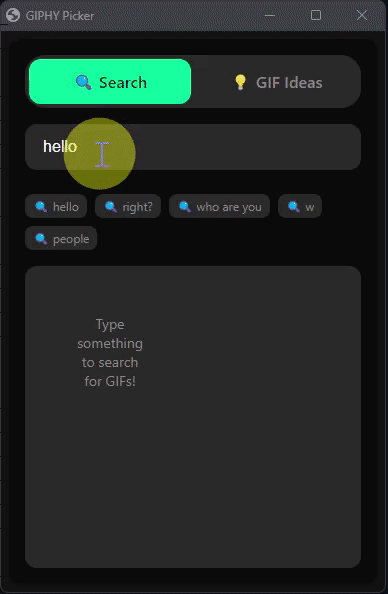 GIPHY Picker
Search
GIF Ideas
hello
hello
right?
who are you
w
people
Type
something
to search
for GIFs!